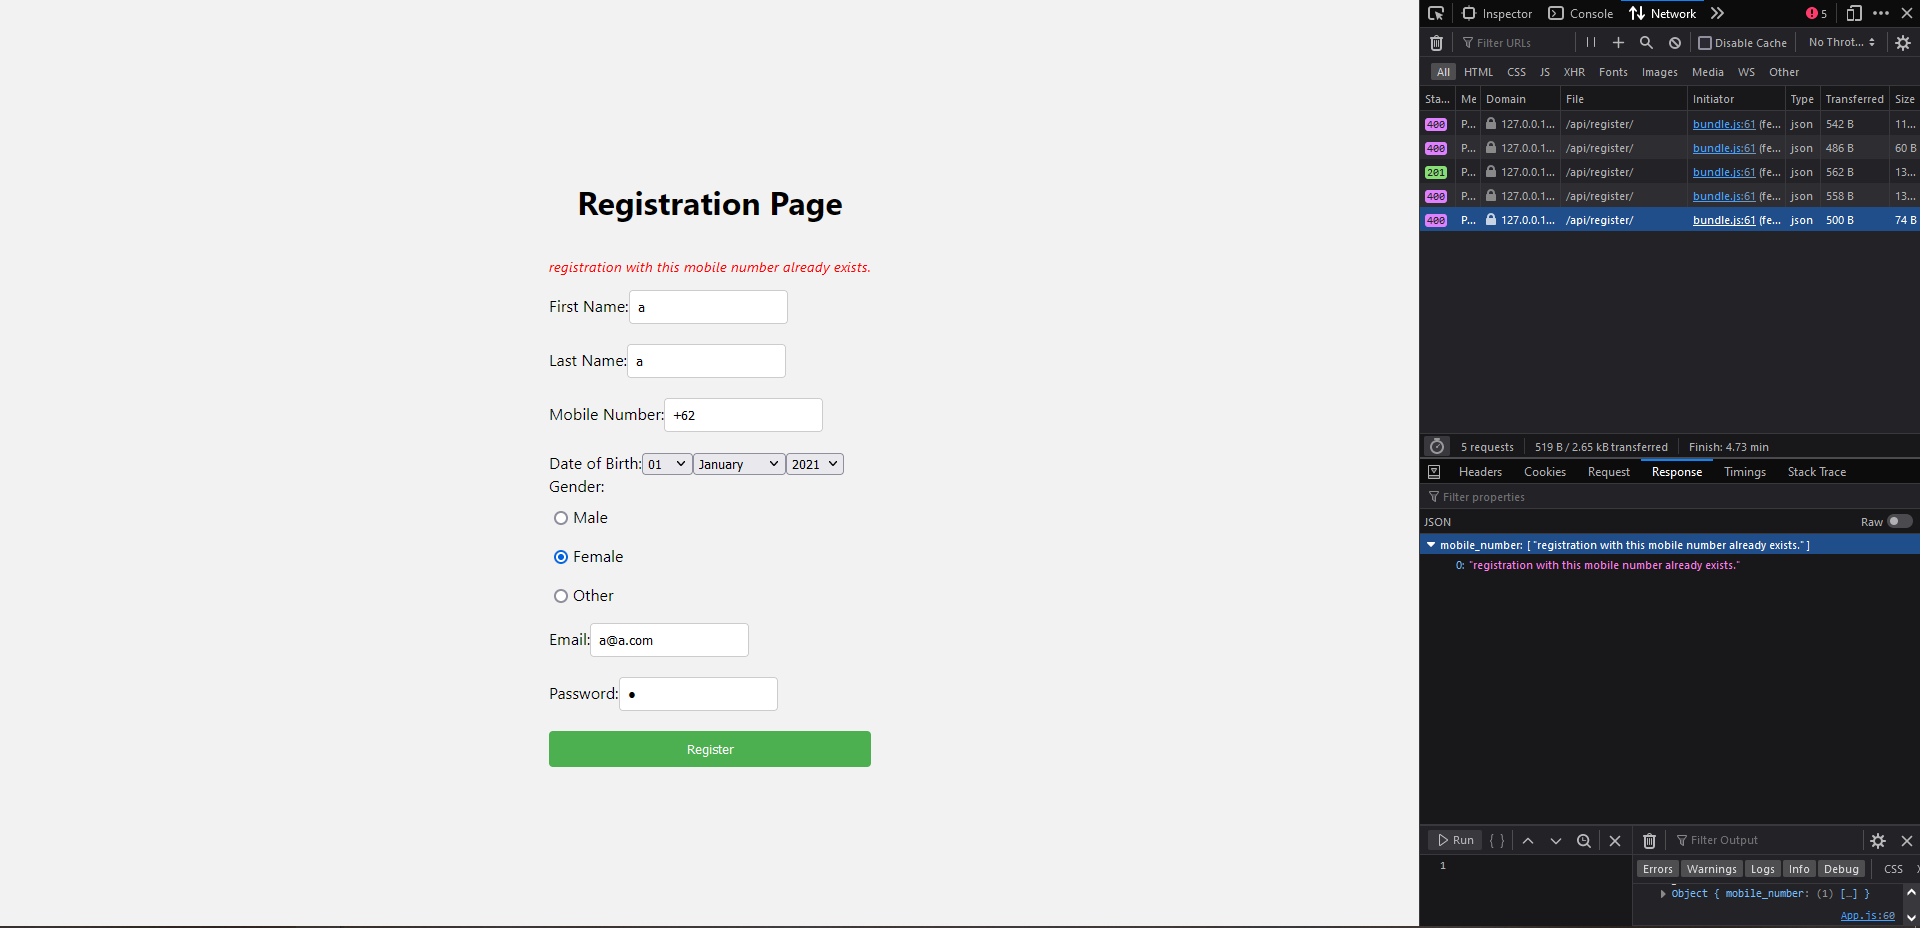 Registration Page
registration with this mobile number already exists.
First Name: a
Last Name: a
Mobile Number: +62
Date of Birth: 01 January 2021
Gender:
Male
Female
Other
Email: a@a.com
Password: •
Register
Inspector Console Network 5
Filter URLs Disable Cache No Throt...
All HTML CSS JS XHR Fonts Images Media WS Other
Sta... Me Domain File Initiator Type Transferred Size
400 P... 127.0.0.1... /api/register/ bundle.js:61 (fe... json 542 B 11...
400 P... 127.0.0.1... /api/register/ bundle.js:61 (fe... json 486 B 60 B
201 P... 127.0.0.1... /api/register/ bundle.js:61 (fe... json 562 B 13...
400 P... 127.0.0.1... /api/register/ bundle.js:61 (fe... json 558 B 13...
400 P... 127.0.0.1... /api/register/ bundle.js:61 (fe... json 500 B 74 B
5 requests 519 B / 2.65 kB transferred Finish: 4.73 min
Headers Cookies Request Response Timings Stack Trace
Filter properties
JSON Raw
mobile_number: [ "registration with this mobile number already exists." ]
0: "registration with this mobile number already exists."
Run { } Filter Output
1
Errors Warnings Logs Info Debug CSS
Object { mobile_number: (1) […] }
App.js:60